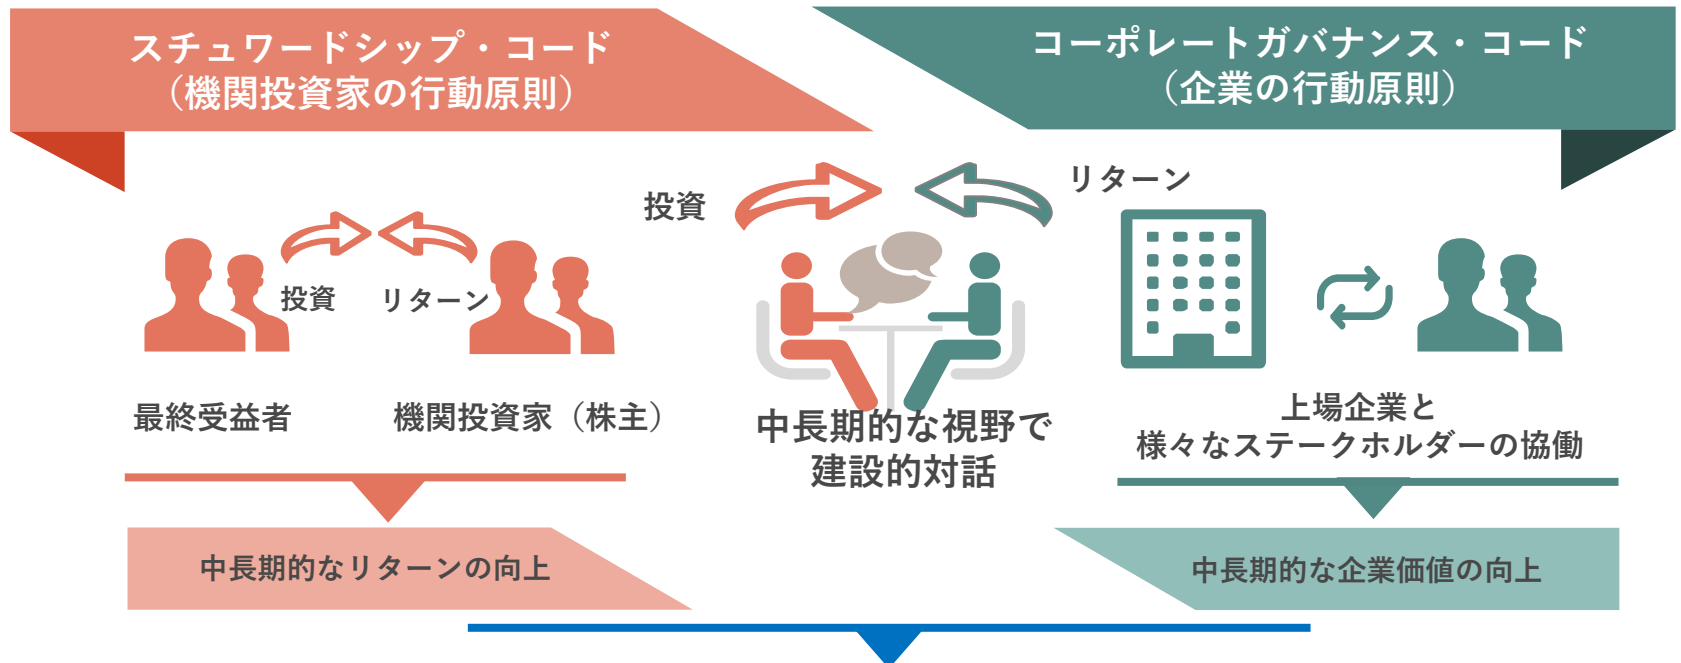 スチュワードシップ・コード
（機関投資家の行動原則）
コーポレートガバナンス・コード
（企業の行動原則）
投資
リターン
投資
リターン
最終受益者
機関投資家（株主）
中長期的な視野で
建設的対話
上場企業と
様々なステークホルダーの協働
中長期的なリターンの向上
中長期的な企業価値の向上